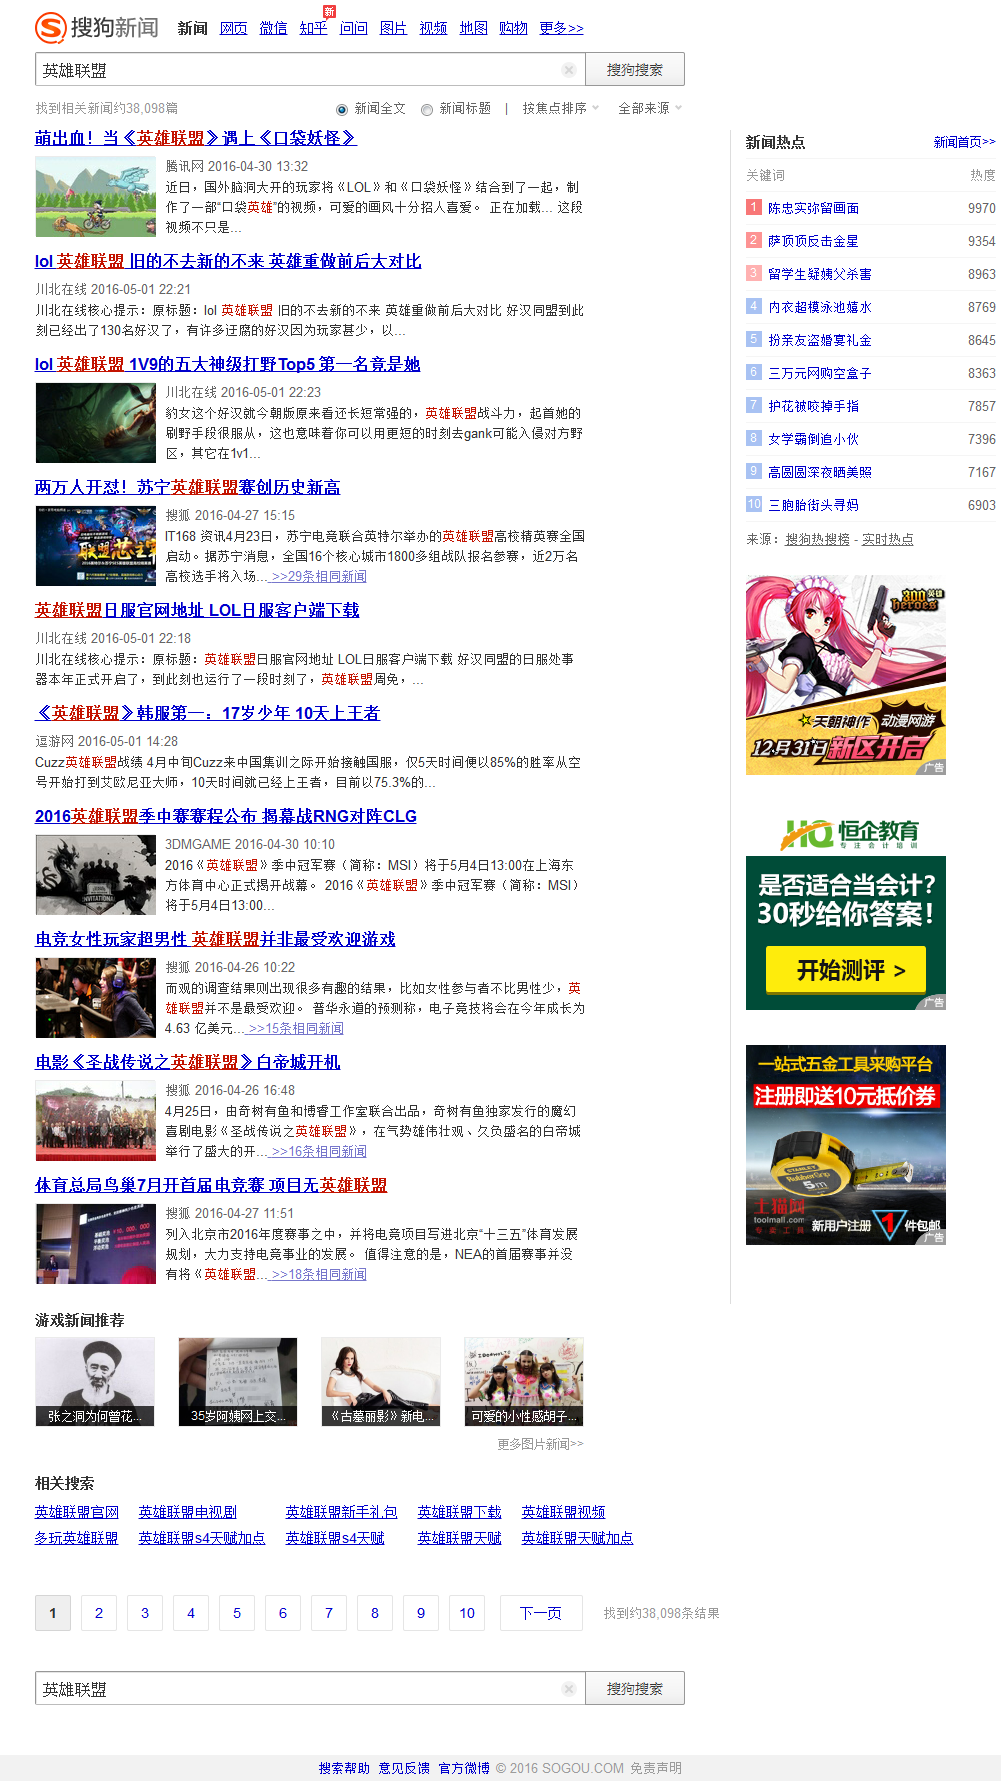 搜狗新闻 新闻 网页 微信 知乎 新 问问 图片 视频 地图 购物 更多>>
英雄联盟 搜狗搜索
找到相关新闻约38,098篇 新闻全文 新闻标题 | 按焦点排序 全部来源
萌出血！当《英雄联盟》遇上《口袋妖怪》
腾讯网 2016-04-30 13:32
近日，国外脑洞大开的玩家将《LOL》和《口袋妖怪》结合到了一起，制
作了一部“口袋英雄”的视频，可爱的画风十分招人喜爱。 正在加载... 这段
视频不只是...
lol 英雄联盟 旧的不去新的不来 英雄重做前后大对比
川北在线 2016-05-01 22:21
川北在线核心提示：原标题：lol 英雄联盟 旧的不去新的不来 英雄重做前后大对比 好汉同盟到此
刻已经出了130名好汉了，有许多迂腐的好汉因为玩家甚少，以...
lol 英雄联盟 1V9的五大神级打野Top5 第一名竟是她
川北在线 2016-05-01 22:23
豹女这个好汉就今朝版原来看还长短常强的，英雄联盟战斗力，起首她的
刷野手段很服从，这也意味着你可以用更短的时刻去gank可能入侵对方野
区，其它在1v1...
两万人开怼！苏宁英雄联盟赛创历史新高
搜狐 2016-04-27 15:15
IT168 资讯4月23日，苏宁电竞联合英特尔举办的英雄联盟高校精英赛全国
启动。据苏宁消息，全国16个核心城市1800多组战队报名参赛，近2万名
高校选手将入场... >>29条相同新闻
英雄联盟日服官网地址 LOL日服客户端下载
川北在线 2016-05-01 22:18
川北在线核心提示：原标题：英雄联盟日服官网地址 LOL日服客户端下载 好汉同盟的日服处事
器本年正式开启了，到此刻也运行了一段时刻了，英雄联盟周免，...
《英雄联盟》韩服第一：17岁少年 10天上王者
逗游网 2016-05-01 14:28
Cuzz英雄联盟战绩 4月中旬Cuzz来中国集训之际开始接触国服，仅5天时间便以85%的胜率从空
号开始打到艾欧尼亚大师，10天时间就已经上王者，目前以75.3%的...
2016英雄联盟季中赛赛程公布 揭幕战RNG对阵CLG
3DMGAME 2016-04-30 10:10
2016《英雄联盟》季中冠军赛（简称：MSI）将于5月4日13:00在上海东
方体育中心正式揭开战幕。 2016《英雄联盟》季中冠军赛（简称：MSI）
将于5月4日13:00...
电竞女性玩家超男性 英雄联盟并非最受欢迎游戏
搜狐 2016-04-26 10:22
而观的调查结果则出现很多有趣的结果，比如女性参与者不比男性少，英
雄联盟并不是最受欢迎。 普华永道的预测称，电子竞技将会在今年成长为
4.63 亿美元... >>15条相同新闻
电影《圣战传说之英雄联盟》白帝城开机
搜狐 2016-04-26 16:48
4月25日，由奇树有鱼和博睿工作室联合出品，奇树有鱼独家发行的魔幻
喜剧电影《圣战传说之英雄联盟》，在气势雄伟壮观、久负盛名的白帝城
举行了盛大的开... >>16条相同新闻
体育总局鸟巢7月开首届电竞赛 项目无英雄联盟
搜狐 2016-04-27 11:51
列入北京市2016年度赛事之中，并将电竞项目写进北京“十三五”体育发展
规划，大力支持电竞事业的发展。 值得注意的是，NEA的首届赛事并没
有将《英雄联盟... >>18条相同新闻
新闻热点 新闻首页>>
关键词 热度
1 陈忠实弥留画面 9970
2 萨顶顶反击金星 9354
3 留学生疑姨父杀害 8963
4 内衣超模泳池嬉水 8769
5 扮亲友盗婚宴礼金 8645
6 三万元网购空盒子 8363
7 护花被咬掉手指 7857
8 女学霸倒追小伙 7396
9 高圆圆深夜晒美照 7167
10 三胞胎街头寻妈 6903
来源：搜狗热搜榜 - 实时热点
300英雄
heroes
天朝神作 动漫网游
12月31日新区开启
广告
HQ 恒企教育
专注会计培训
是否适合当会计?
30秒给你答案!
开始测评 >
广告
一站式五金工具采购平台
注册即送10元抵价券
STANLEY
5m
土猫网
toolmall.com
专卖工具
新用户注册 1件包邮
广告
游戏新闻推荐
张之洞为何曾花... 35岁阿姨网上交... 《古墓丽影》新电... 可爱的小性感胡子...
更多图片新闻>>
相关搜索
英雄联盟官网 英雄联盟电视剧 英雄联盟新手礼包 英雄联盟下载 英雄联盟视频
多玩英雄联盟 英雄联盟s4天赋加点 英雄联盟s4天赋 英雄联盟天赋 英雄联盟天赋加点
1 2 3 4 5 6 7 8 9 10 下一页 找到约38,098条结果
英雄联盟 搜狗搜索
搜索帮助 意见反馈 官方微博 © 2016 SOGOU.COM 免责声明